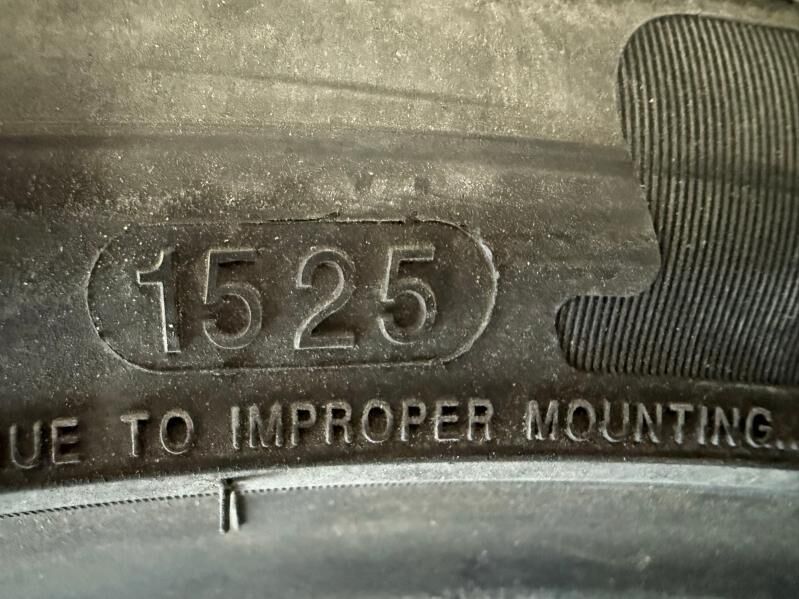 1525
UE TO IMPROPER MOUNTING..